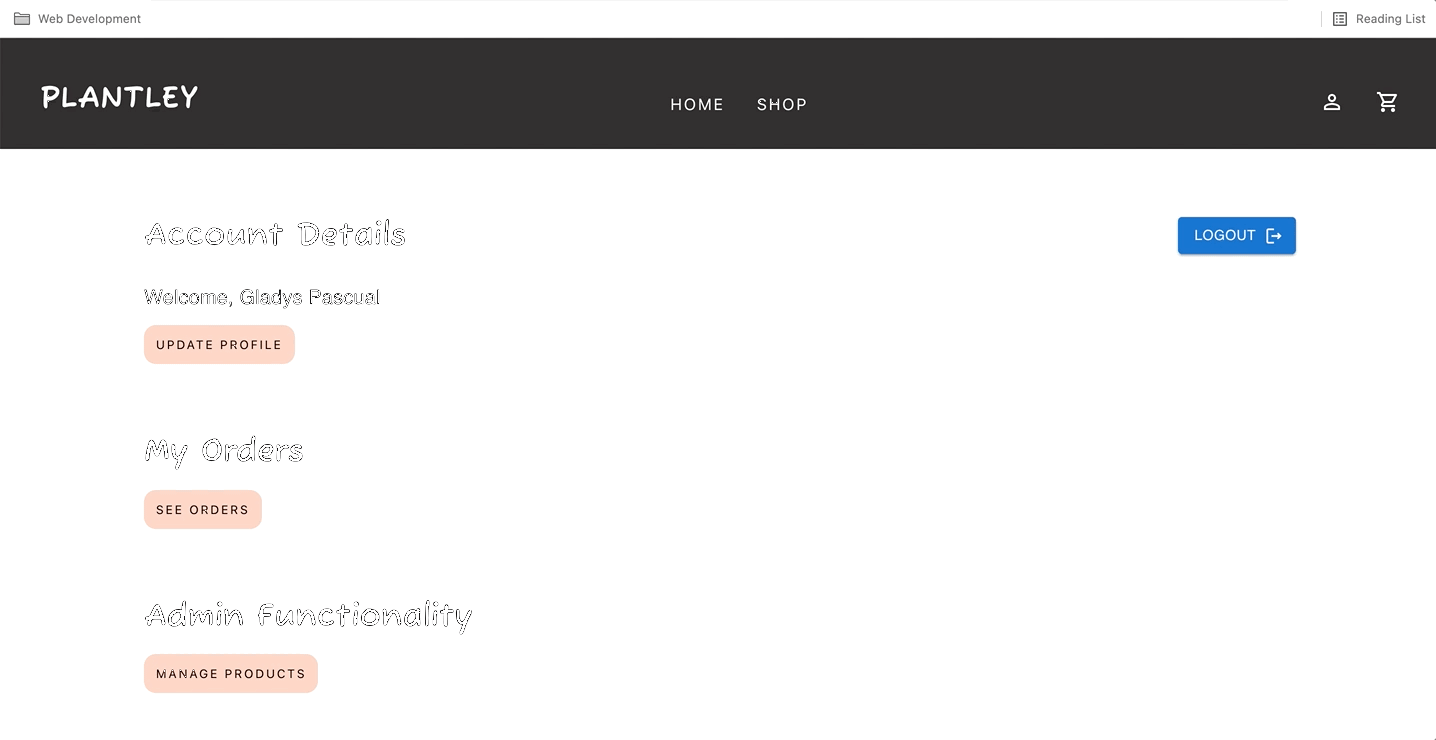 Web Development
Reading List
PLANTLEY
HOME
SHOP
Account Details
LOGOUT
Welcome, Gladys Pascual
UPDATE PROFILE
My Orders
SEE ORDERS
Admin Functionality
MANAGE PRODUCTS